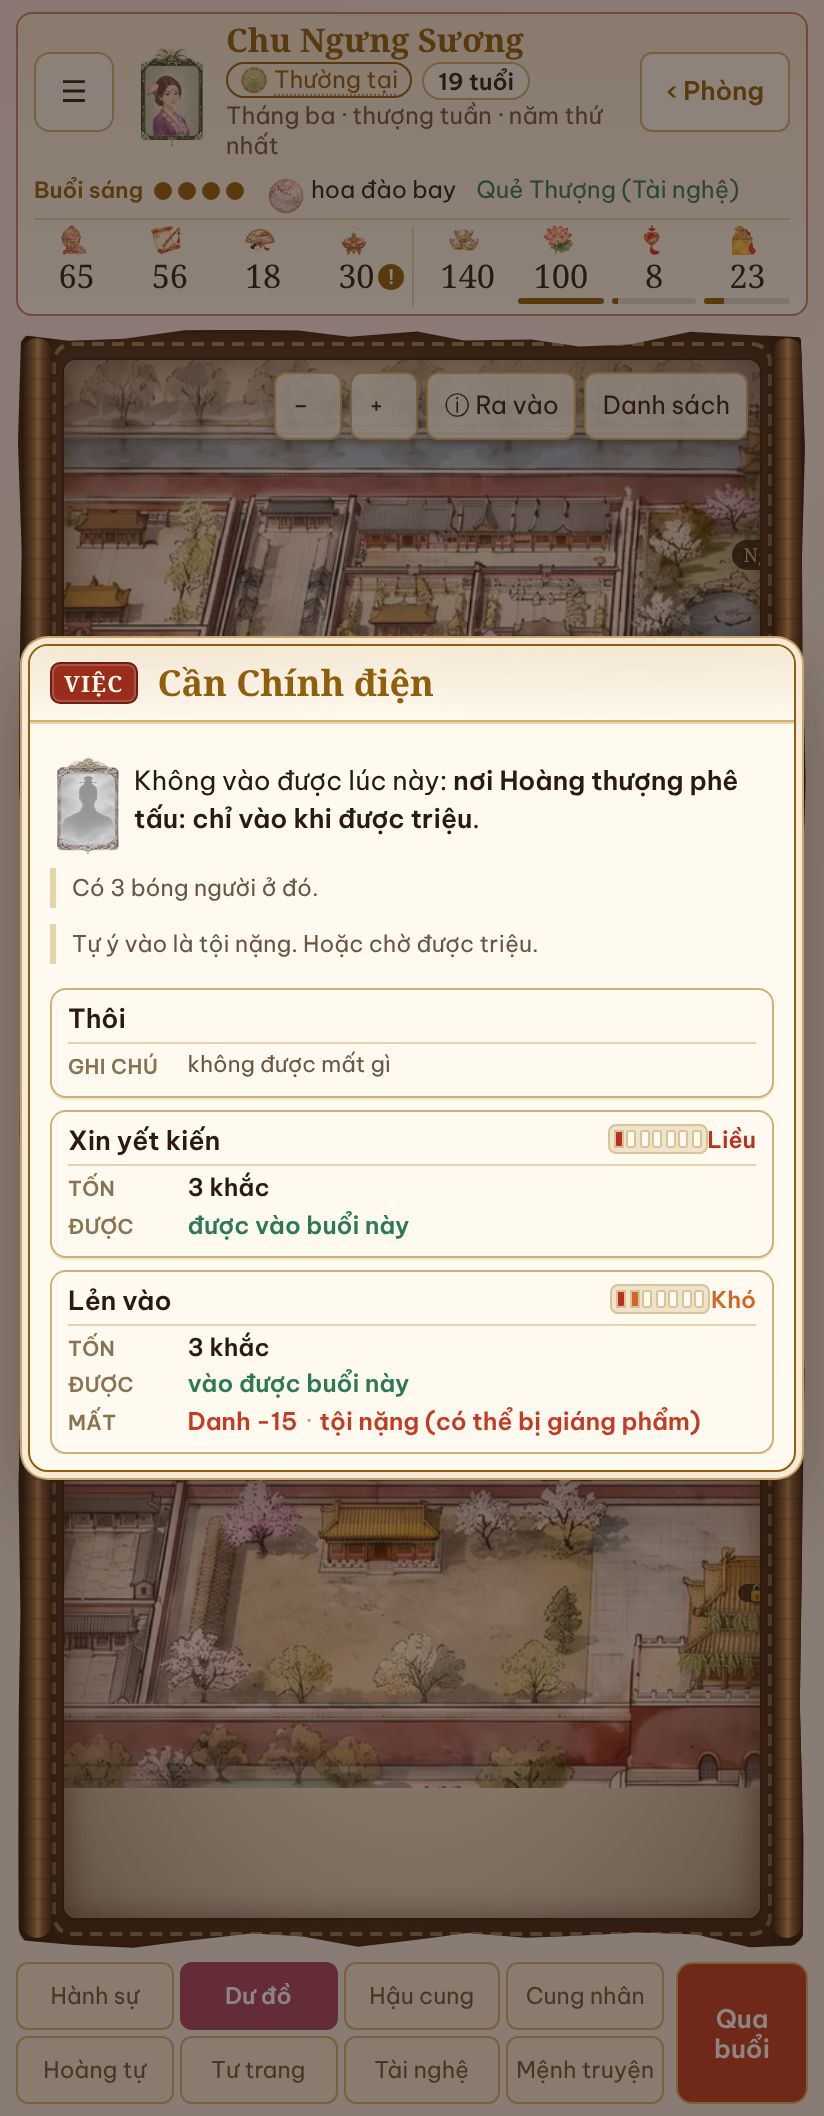 Chu Ngưng Sương
☰
Thường tại
19 tuổi
‹ Phòng
Tháng ba · thượng tuần · năm thứ
nhất
Buổi sáng
hoa đào bay
Quẻ Thượng (Tài nghệ)
65 56 18 30 ! 140 100 8 23
− + ⓘ Ra vào Danh sách
VIỆC Cần Chính điện
Không vào được lúc này: nơi Hoàng thượng phê
tấu: chỉ vào khi được triệu.
Có 3 bóng người ở đó.
Tự ý vào là tội nặng. Hoặc chờ được triệu.
Thôi
GHI CHÚ không được mất gì
Xin yết kiến Liều
TỐN 3 khắc
ĐƯỢC được vào buổi này
Lẻn vào Khó
TỐN 3 khắc
ĐƯỢC vào được buổi này
MẤT Danh -15 · tội nặng (có thể bị giáng phẩm)
Hành sự Dư đồ Hậu cung Cung nhân
Qua
buổi
Hoàng tự Tư trang Tài nghệ Mệnh truyện